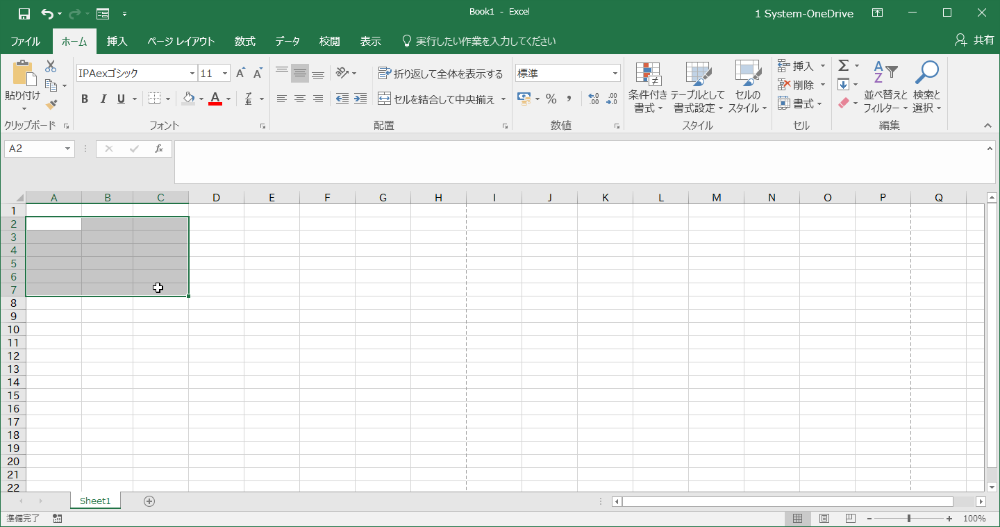 Book1 - Excel
1 System-OneDrive
ファイル ホーム 挿入 ページ レイアウト 数式 データ 校閲 表示 実行したい作業を入力してください 共有
貼り付け
クリップボード
IPAexゴシック 11
B I U
フォント
折り返して全体を表示する
セルを結合して中央揃え
配置
標準
数値
条件付き書式
テーブルとして書式設定
セルのスタイル
スタイル
挿入
削除
書式
セル
並べ替えとフィルター
検索と選択
編集
A2 fx
A B C D E F G H I J K L M N O P Q
1
2
3
4
5
6
7
8
9
10
11
12
13
14
15
16
17
18
19
20
21
22
Sheet1
準備完了 100%